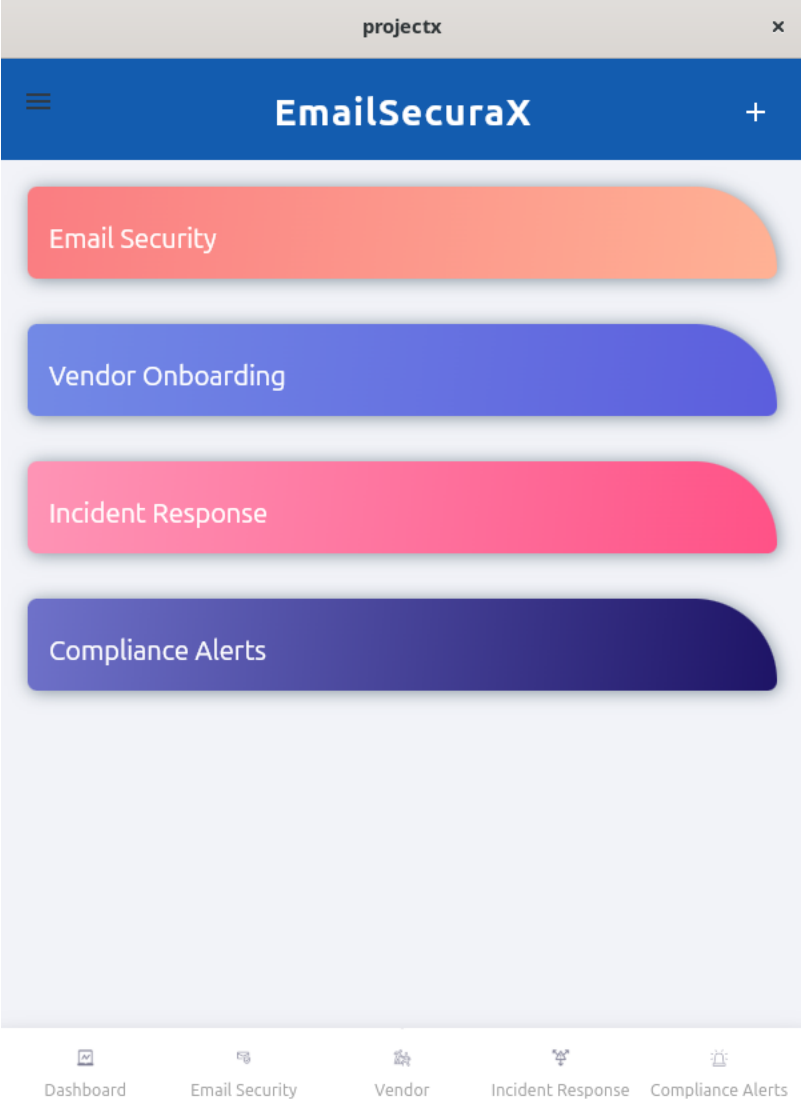 projectx
EmailSecuraX
Email Security
Vendor Onboarding
Incident Response
Compliance Alerts
Dashboard
Email Security
Vendor
Incident Response
Compliance Alerts